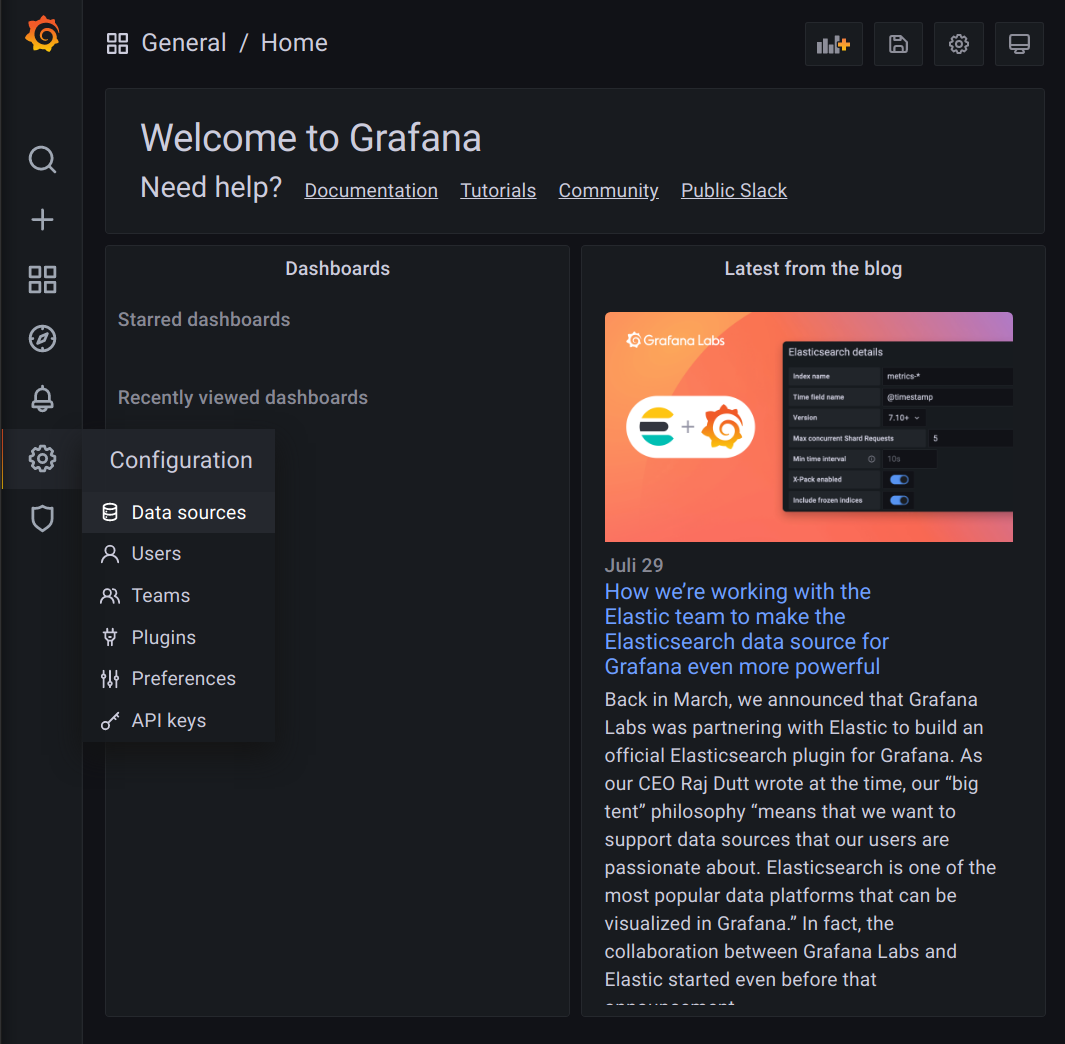 General / Home
Welcome to Grafana
Need help? Documentation Tutorials Community Public Slack
Dashboards
Starred dashboards
Recently viewed dashboards
Configuration
Data sources
Users
Teams
Plugins
Preferences
API keys
Latest from the blog
Grafana Labs
Elasticsearch details
Index name metrics-*
Time field name @timestamp
Version 7.10+
Max concurrent Shard Requests 5
Min time interval 10s
X-Pack enabled
Include frozen indices
Juli 29
How we’re working with the
Elastic team to make the
Elasticsearch data source for
Grafana even more powerful
Back in March, we announced that Grafana
Labs was partnering with Elastic to build an
official Elasticsearch plugin for Grafana. As
our CEO Raj Dutt wrote at the time, our “big
tent” philosophy “means that we want to
support data sources that our users are
passionate about. Elasticsearch is one of the
most popular data platforms that can be
visualized in Grafana.” In fact, the
collaboration between Grafana Labs and
Elastic started even before that